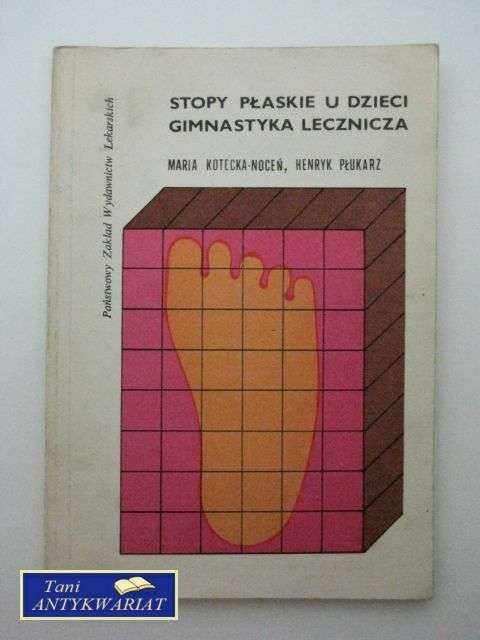 STOPY PŁASKIE U DZIECI
GIMNASTYKA LECZNICZA
MARIA KOTECKA-NOCEŃ, HENRYK PŁUKARZ
Państwowy Zakład Wydawnictw Lekarskich
Tani
ANTYKWARIAT